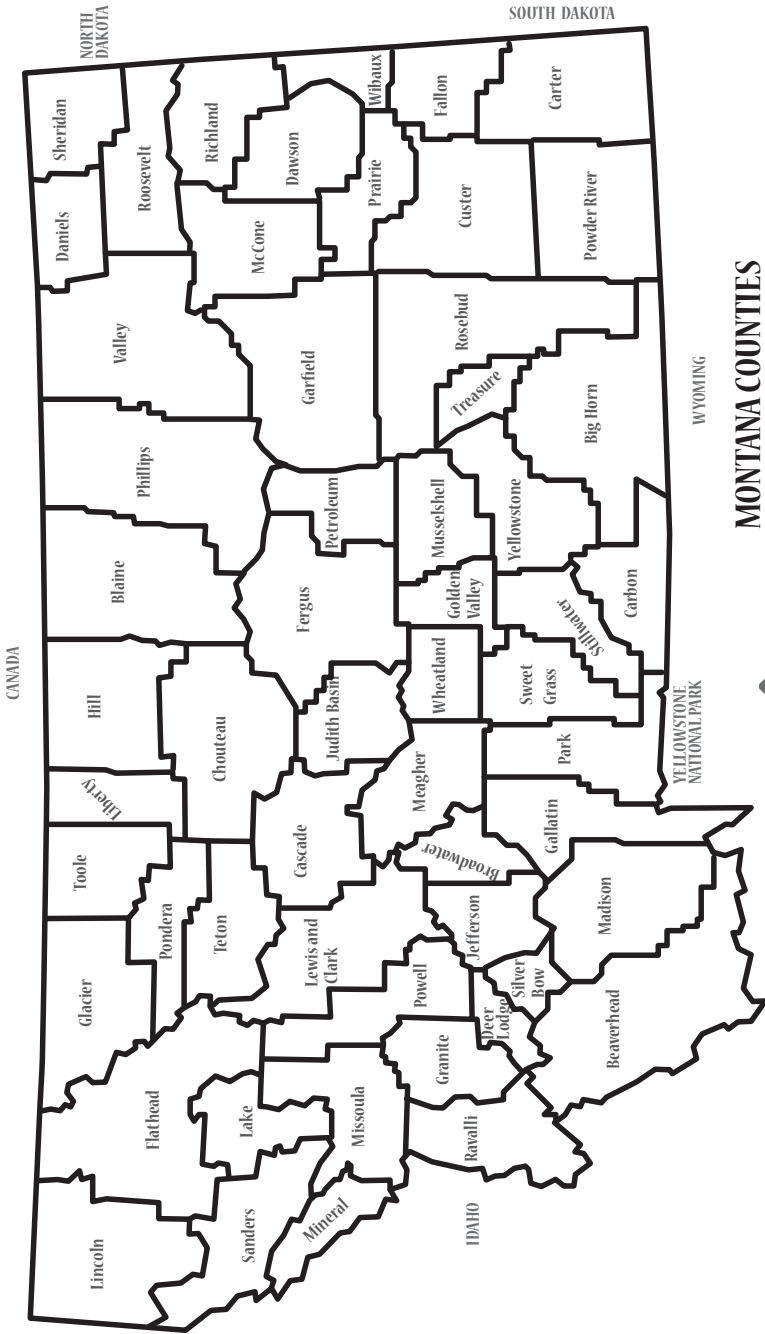 CANADA
NORTH
DAKOTA
SOUTH DAKOTA
WYOMING
YELLOWSTONE
NATIONAL PARK
IDAHO
Lincoln
Flathead
Glacier
Toole
Liberty
Hill
Blaine
Phillips
Valley
Daniels
Sheridan
Roosevelt
Richland
Sanders
Lake
Pondera
Teton
Chouteau
Mineral
Missoula
Lewis and
Clark
Cascade
Judith Basin
Fergus
Petroleum
Garfield
McCone
Dawson
Wibaux
Prairie
Ravalli
Granite
Powell
Jefferson
Broadwater
Meagher
Wheatland
Golden
Valley
Musselshell
Treasure
Rosebud
Custer
Fallon
Deer
Lodge
Silver
Bow
Beaverhead
Madison
Gallatin
Park
Sweet
Grass
Stillwater
Yellowstone
Carbon
Big Horn
Powder River
Carter
MONTANA COUNTIES